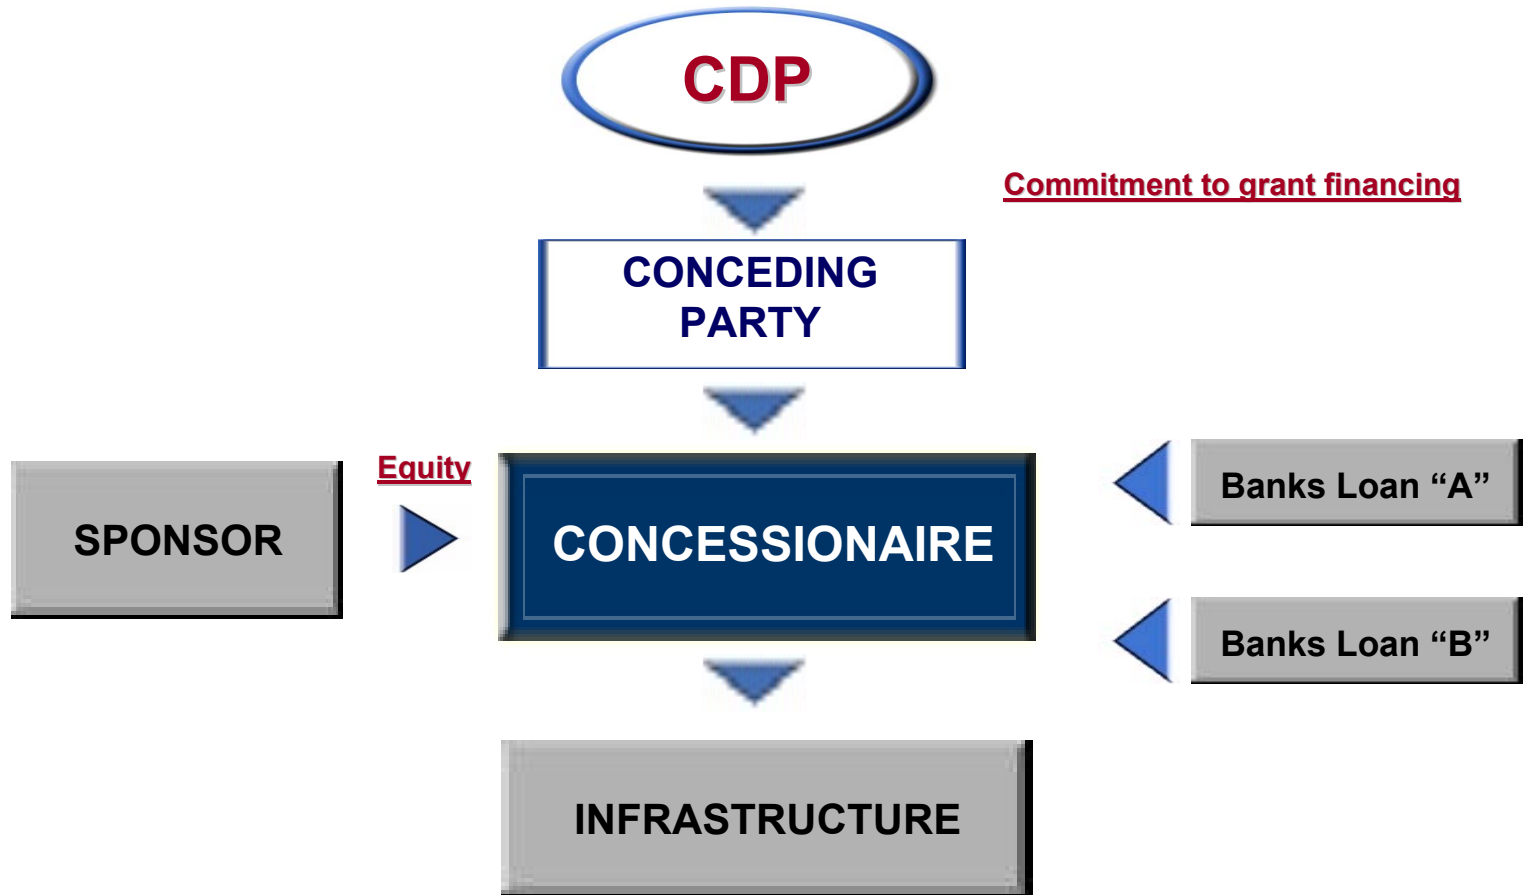 CDP
Commitment to grant financing
CONCEDING
PARTY
Equity
SPONSOR
CONCESSIONAIRE
Banks Loan “A”
Banks Loan “B”
INFRASTRUCTURE